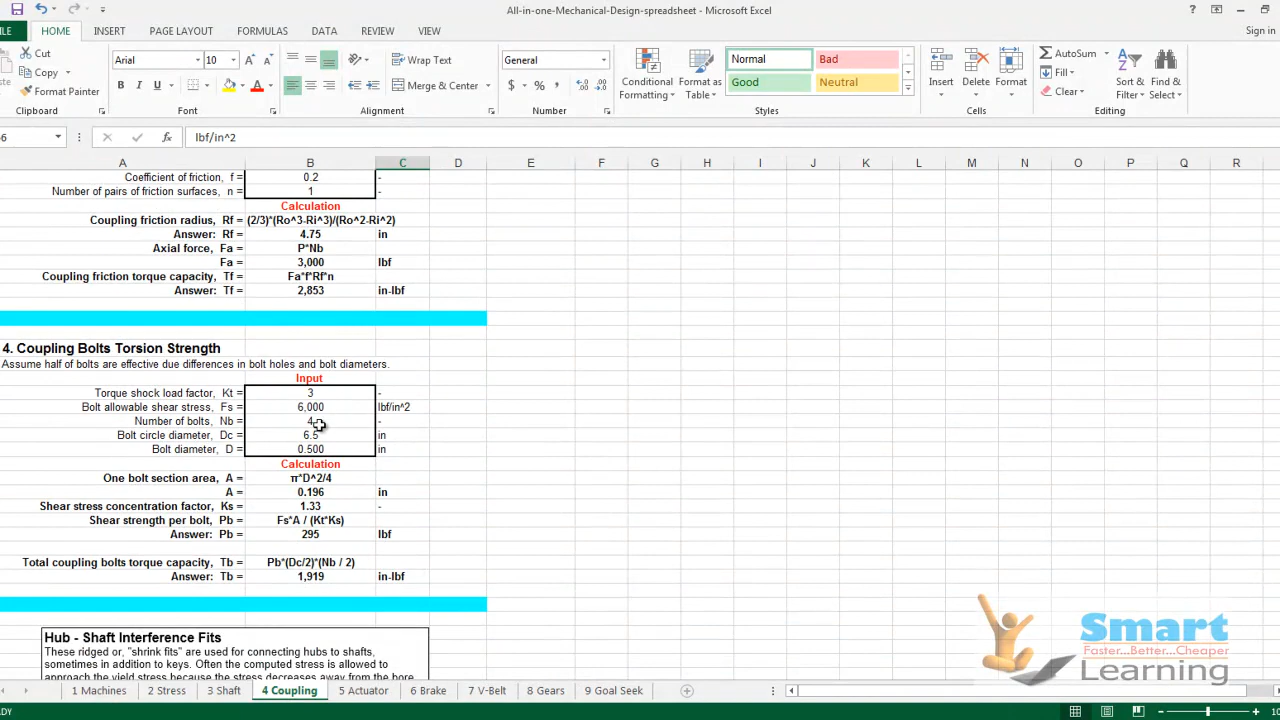 All-in-one-Mechanical-Design-spreadsheet - Microsoft Excel
HOME INSERT PAGE LAYOUT FORMULAS DATA REVIEW VIEW Sign in
Cut
Copy
Format Painter
Clipboard
Arial 10
B U A
Font
Wrap Text
Merge & Center
Alignment
General
$ % ,
Number
Conditional Formatting
Format as Table
Normal Bad
Good Neutral
Styles
Insert Delete Format
Cells
AutoSum
Fill
Clear
Sort & Filter
Find & Select
Editing
fx lbf/in^2
A B C D E F G H I J K L M N O P Q R
Coefficient of friction, f = 0.2 -
Number of pairs of friction surfaces, n = 1 -
Calculation
Coupling friction radius, Rf = (2/3)*(Ro^3-Ri^3)/(Ro^2-Ri^2)
Answer: Rf = 4.75 in
Axial force, Fa = P*Nb
Fa = 3,000 lbf
Coupling friction torque capacity, Tf = Fa*f*Rf*n
Answer: Tf = 2,853 in-lbf
4. Coupling Bolts Torsion Strength
Assume half of bolts are effective due differences in bolt holes and bolt diameters.
Input
Torque shock load factor, Kt = 3 -
Bolt allowable shear stress, Fs = 6,000 lbf/in^2
Number of bolts, Nb = 4 -
Bolt circle diameter, Dc = 6.5 in
Bolt diameter, D = 0.500 in
Calculation
One bolt section area, A = π*D^2/4
A = 0.196 in
Shear stress concentration factor, Ks = 1.33 -
Shear strength per bolt, Pb = Fs*A / (Kt*Ks)
Answer: Pb = 295 lbf
Total coupling bolts torque capacity, Tb = Pb*(Dc/2)*(Nb / 2)
Answer: Tb = 1,919 in-lbf
Hub - Shaft Interference Fits
These ridged or, "shrink fits" are used for connecting hubs to shafts,
sometimes in addition to keys. Often the computed stress is allowed to
approach the yield stress because the stress decreases away from the bore
Smart
Faster...Better...Cheaper
Learning
1 Machines 2 Stress 3 Shaft 4 Coupling 5 Actuator 6 Brake 7 V-Belt 3 Gears 9 Goal Seek